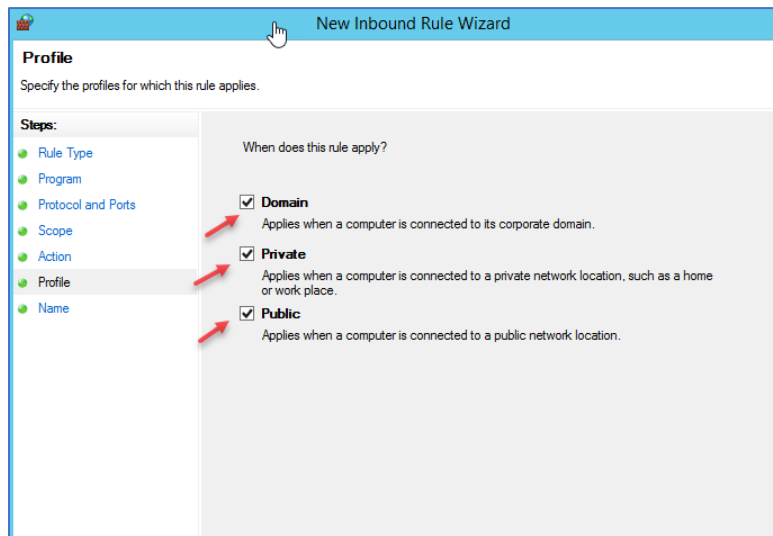 New Inbound Rule Wizard
Profile
Specify the profiles for which this rule applies.
Steps:
Rule Type
Program
Protocol and Ports
Scope
Action
Profile
Name
When does this rule apply?
Domain
Applies when a computer is connected to its corporate domain.
Private
Applies when a computer is connected to a private network location, such as a home
or work place.
Public
Applies when a computer is connected to a public network location.